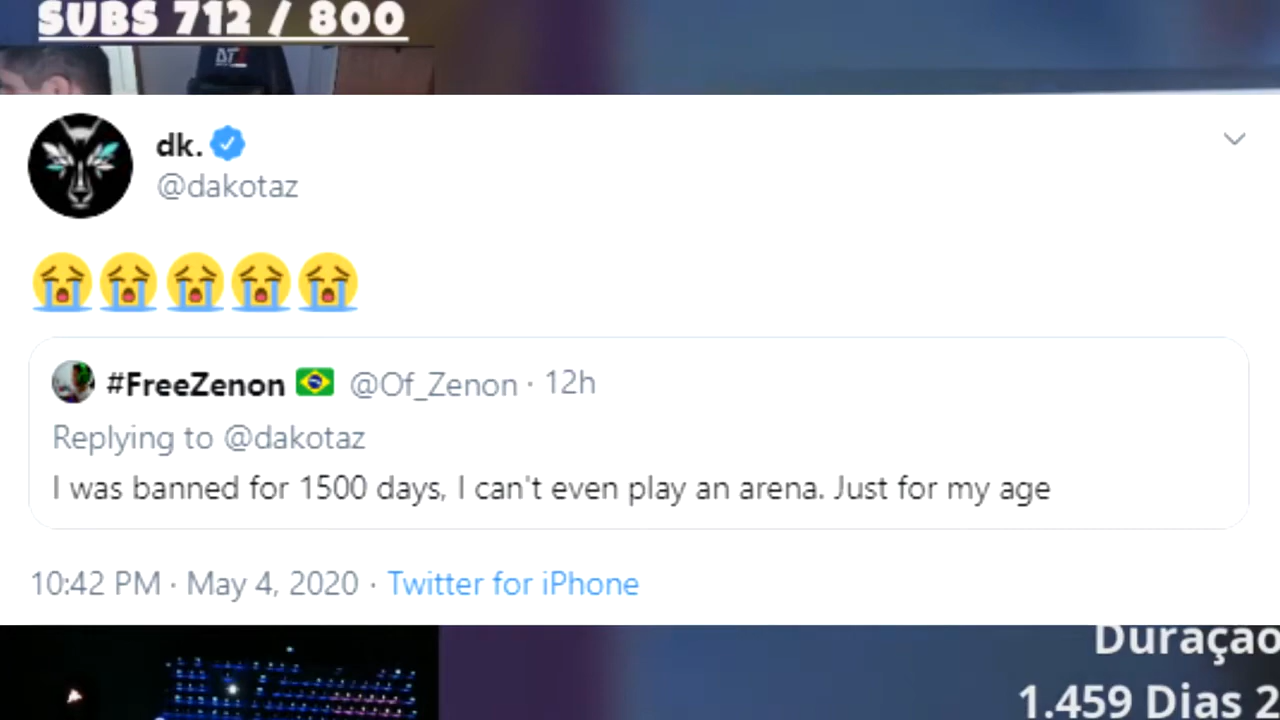 SUBS 712 / 800
dk.
@dakotaz
😭😭😭😭😭
#FreeZenon 🇧🇷 @Of_Zenon · 12h
Replying to @dakotaz
I was banned for 1500 days, I can't even play an arena. Just for my age
10:42 PM · May 4, 2020 · Twitter for iPhone
Duração
1.459 Dias 2